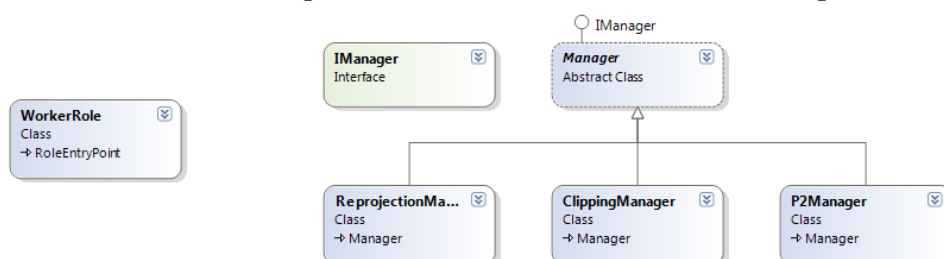 IManager
IManager
Interface
Manager
Abstract Class
WorkerRole
Class
RoleEntryPoint
ReprojectionMa...
Class
Manager
ClippingManager
Class
Manager
P2Manager
Class
Manager